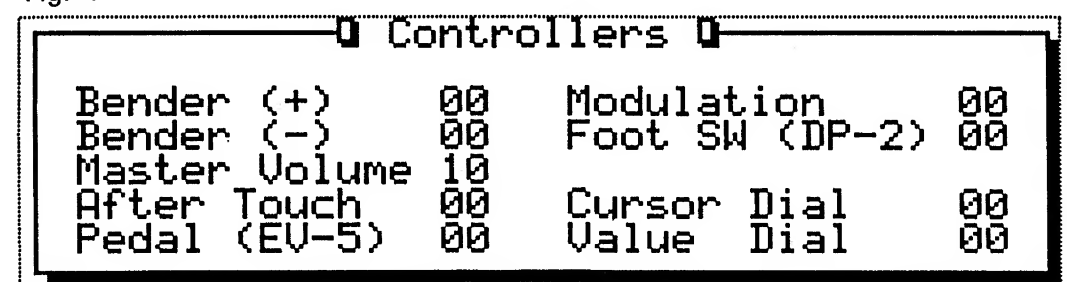 Controllers
Bender (+) 00 Modulation 00
Bender (-) 00 Foot SW (DP-2) 00
Master Volume 10
After Touch 00 Cursor Dial 00
Pedal (EV-5) 00 Value Dial 00